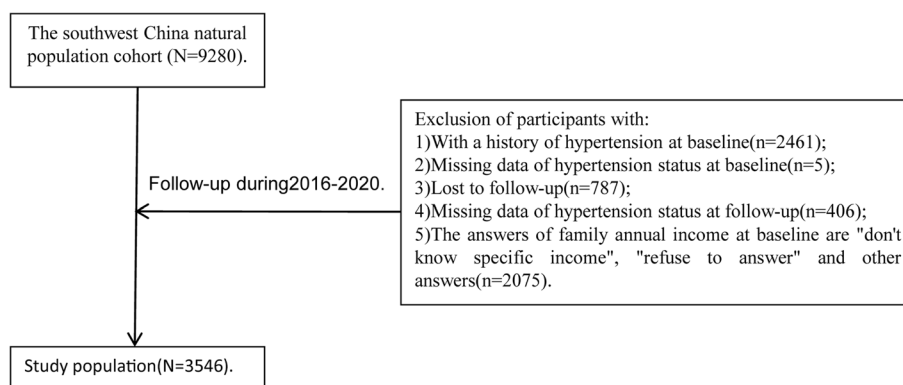 The southwest China natural
population cohort (N=9280).
Exclusion of participants with:
1)With a history of hypertension at baseline(n=2461);
2)Missing data of hypertension status at baseline(n=5);
3)Lost to follow-up(n=787);
4)Missing data of hypertension status at follow-up(n=406);
5)The answers of family annual income at baseline are "don't
know specific income", "refuse to answer" and other
answers(n=2075).
Follow-up during2016-2020.
Study population(N=3546).